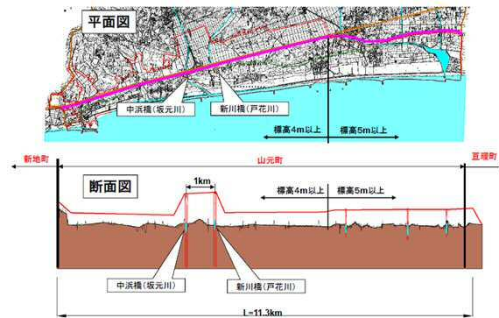 平面図
中浜橋(坂元川)
新川橋(戸花川)
標高4m以上
標高5m以上
新地町
山元町
亘理町
断面図
1km
標高4m以上
標高5m以上
中浜橋(坂元川)
新川橋(戸花川)
L=11.3km